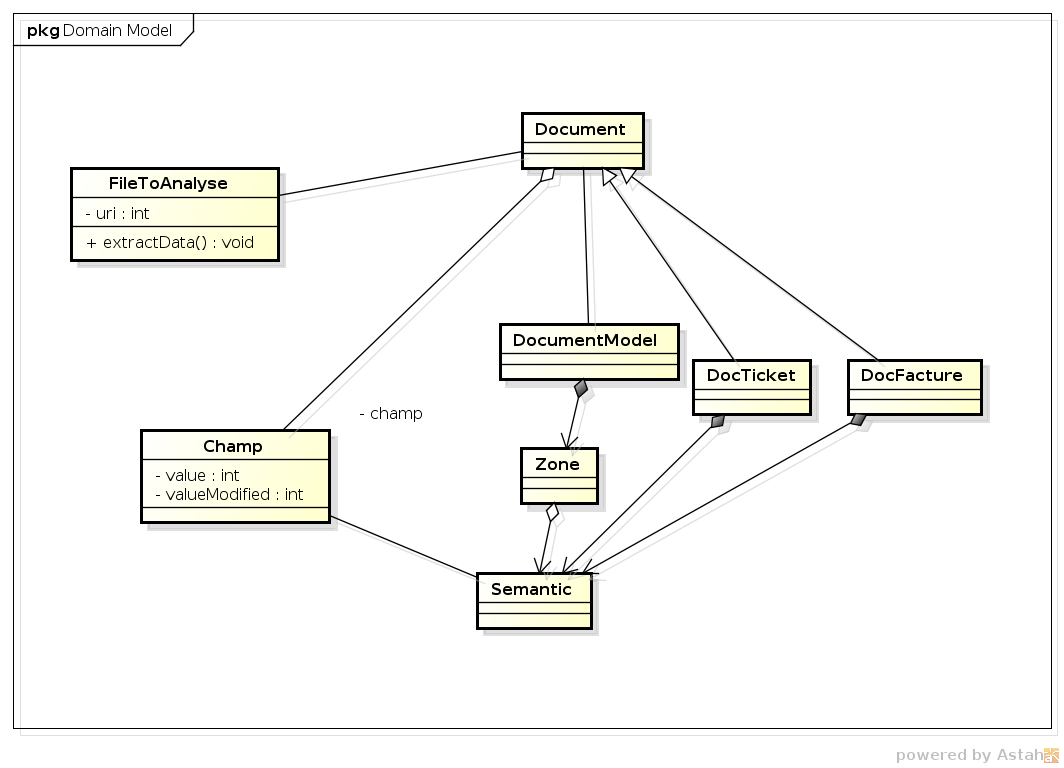 pkg Domain Model
Document
FileToAnalyse
- uri : int
+ extractData() : void
DocumentModel
DocTicket
DocFacture
- champ
Champ
- value : int
- valueModified : int
Zone
Semantic
powered by Astah